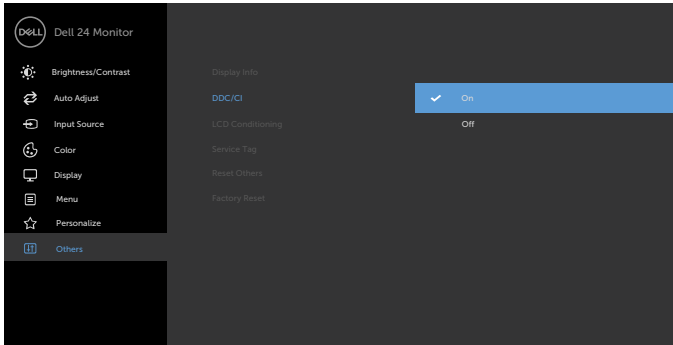 DELL Dell 24 Monitor
Brightness/Contrast
Auto Adjust
Input Source
Color
Display
Menu
Personalize
Others
Display Info
DDC/CI
LCD Conditioning
Service Tag
Reset Others
Factory Reset
On
Off